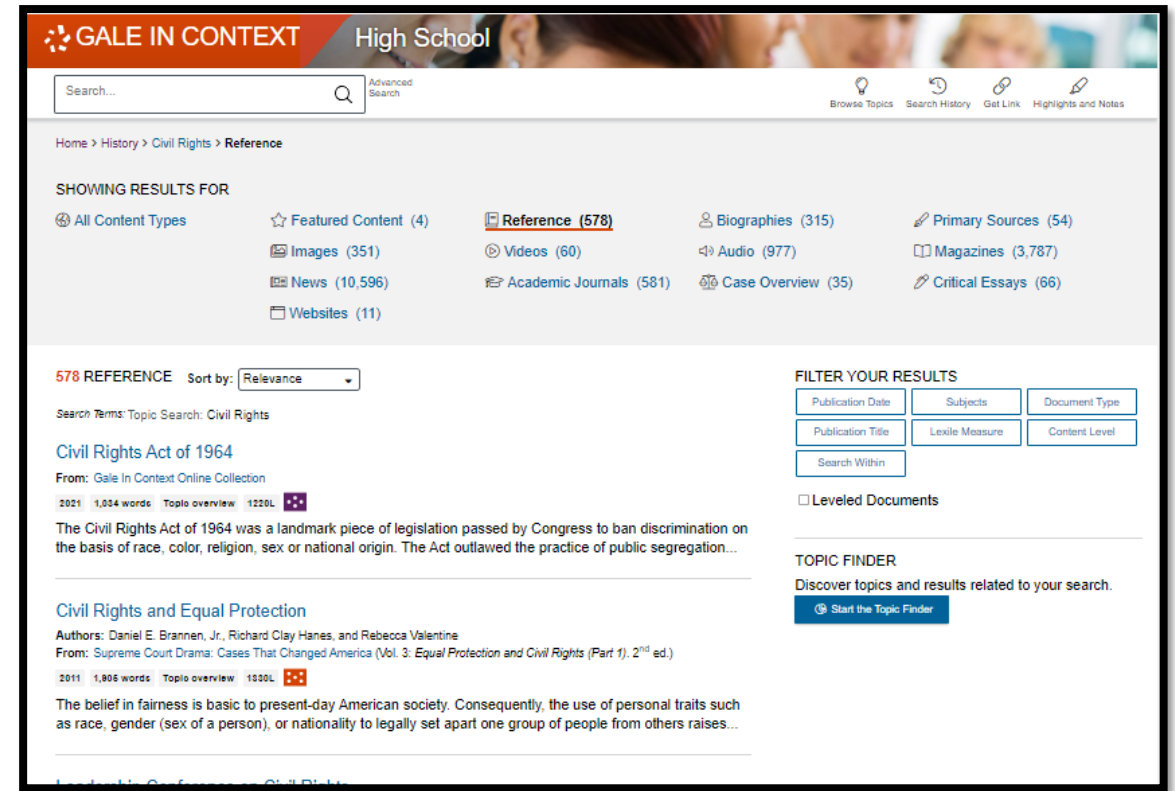 GALE IN CONTEXT High School
Search...
Advanced
Search
Browse Topics Search History Get Link Highlights and Notes
Home > History > Civil Rights > Reference
SHOWING RESULTS FOR
All Content Types Featured Content (4) Reference (578) Biographies (315) Primary Sources (54)
Images (351) Videos (60) Audio (977) Magazines (3,787)
News (10,596) Academic Journals (581) Case Overview (35) Critical Essays (66)
Websites (11)
578 REFERENCE Sort by: Relevance
Search Terms: Topic Search: Civil Rights
Civil Rights Act of 1964
From: Gale In Context Online Collection
2021 1,034 words Topic overview 1220L
The Civil Rights Act of 1964 was a landmark piece of legislation passed by Congress to ban discrimination on
the basis of race, color, religion, sex or national origin. The Act outlawed the practice of public segregation...
Civil Rights and Equal Protection
Authors: Daniel E. Brannen, Jr., Richard Clay Hanes, and Rebecca Valentine
From: Supreme Court Drama: Cases That Changed America (Vol. 3: Equal Protection and Civil Rights (Part 1). 2nd ed.)
2011 1,905 words Topic overview 1330L
The belief in fairness is basic to present-day American society. Consequently, the use of personal traits such
as race, gender (sex of a person), or nationality to legally set apart one group of people from others raises...
Leadership Conference on Civil Rights
FILTER YOUR RESULTS
Publication Date Subjects Document Type
Publication Title Lexile Measure Content Level
Search Within
Leveled Documents
TOPIC FINDER
Discover topics and results related to your search.
Start the Topic Finder